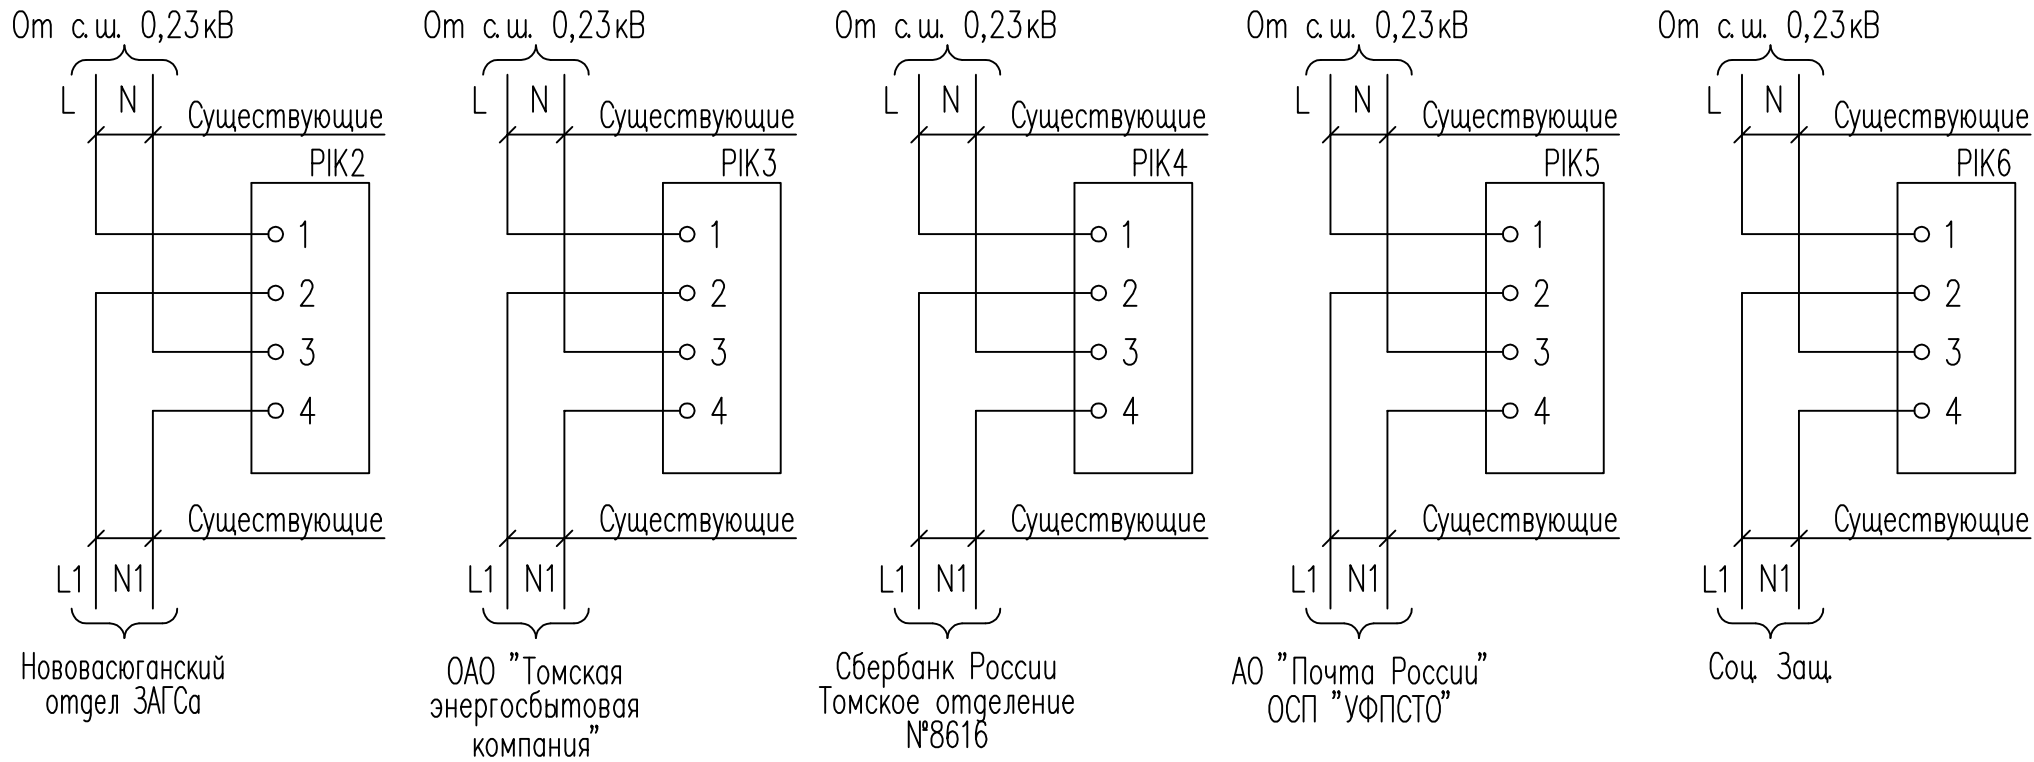 От с.ш. 0,23кВ
L N
Существующие
PIK2
1
2
3
4
Существующие
L1 N1
Нововасюганский
отдел ЗАГСа
От с.ш. 0,23кВ
L N
Существующие
PIK3
1
2
3
4
Существующие
L1 N1
ОАО "Томская
энергосбытовая
компания"
От с.ш. 0,23кВ
L N
Существующие
PIK4
1
2
3
4
Существующие
L1 N1
Сбербанк России
Томское отделение
№8616
От с.ш. 0,23кВ
L N
Существующие
PIK5
1
2
3
4
Существующие
L1 N1
АО "Почта России"
ОСП "УФПСТО"
От с.ш. 0,23кВ
L N
Существующие
PIK6
1
2
3
4
Существующие
L1 N1
Соц. Защ.